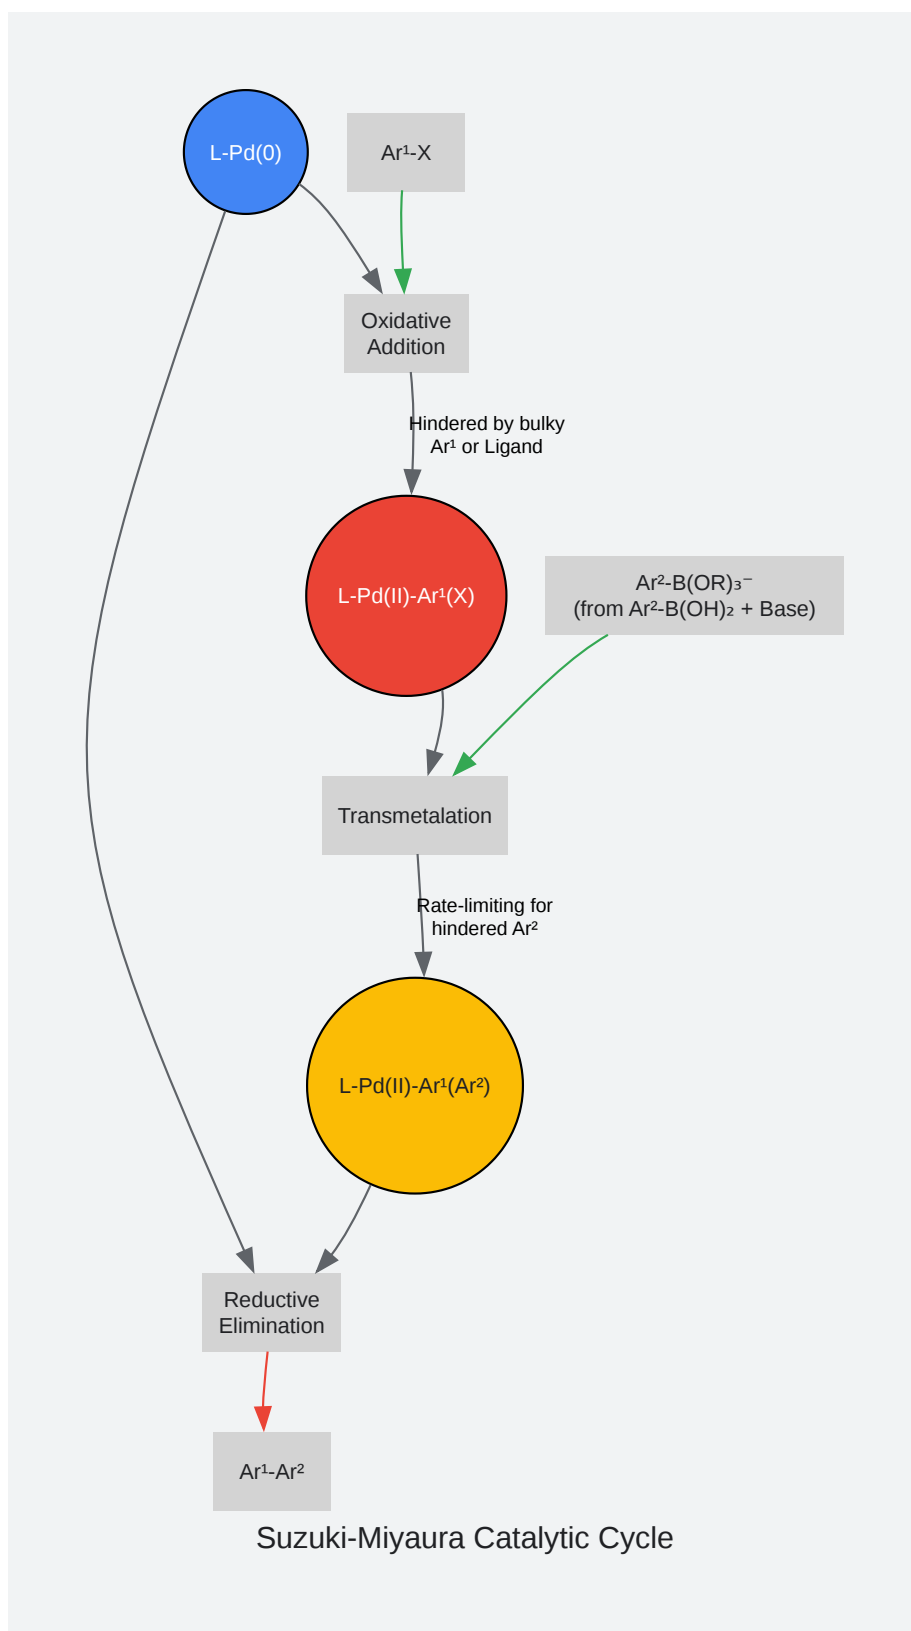 L-Pd(0)
Ar¹-X
Oxidative
Addition
Hindered by bulky
Ar¹ or Ligand
L-Pd(II)-Ar¹(X)
Ar²-B(OR)₃⁻
(from Ar²-B(OH)₂ + Base)
Transmetalation
Rate-limiting for
hindered Ar²
L-Pd(II)-Ar¹(Ar²)
Reductive
Elimination
Ar¹-Ar²
Suzuki-Miyaura Catalytic Cycle